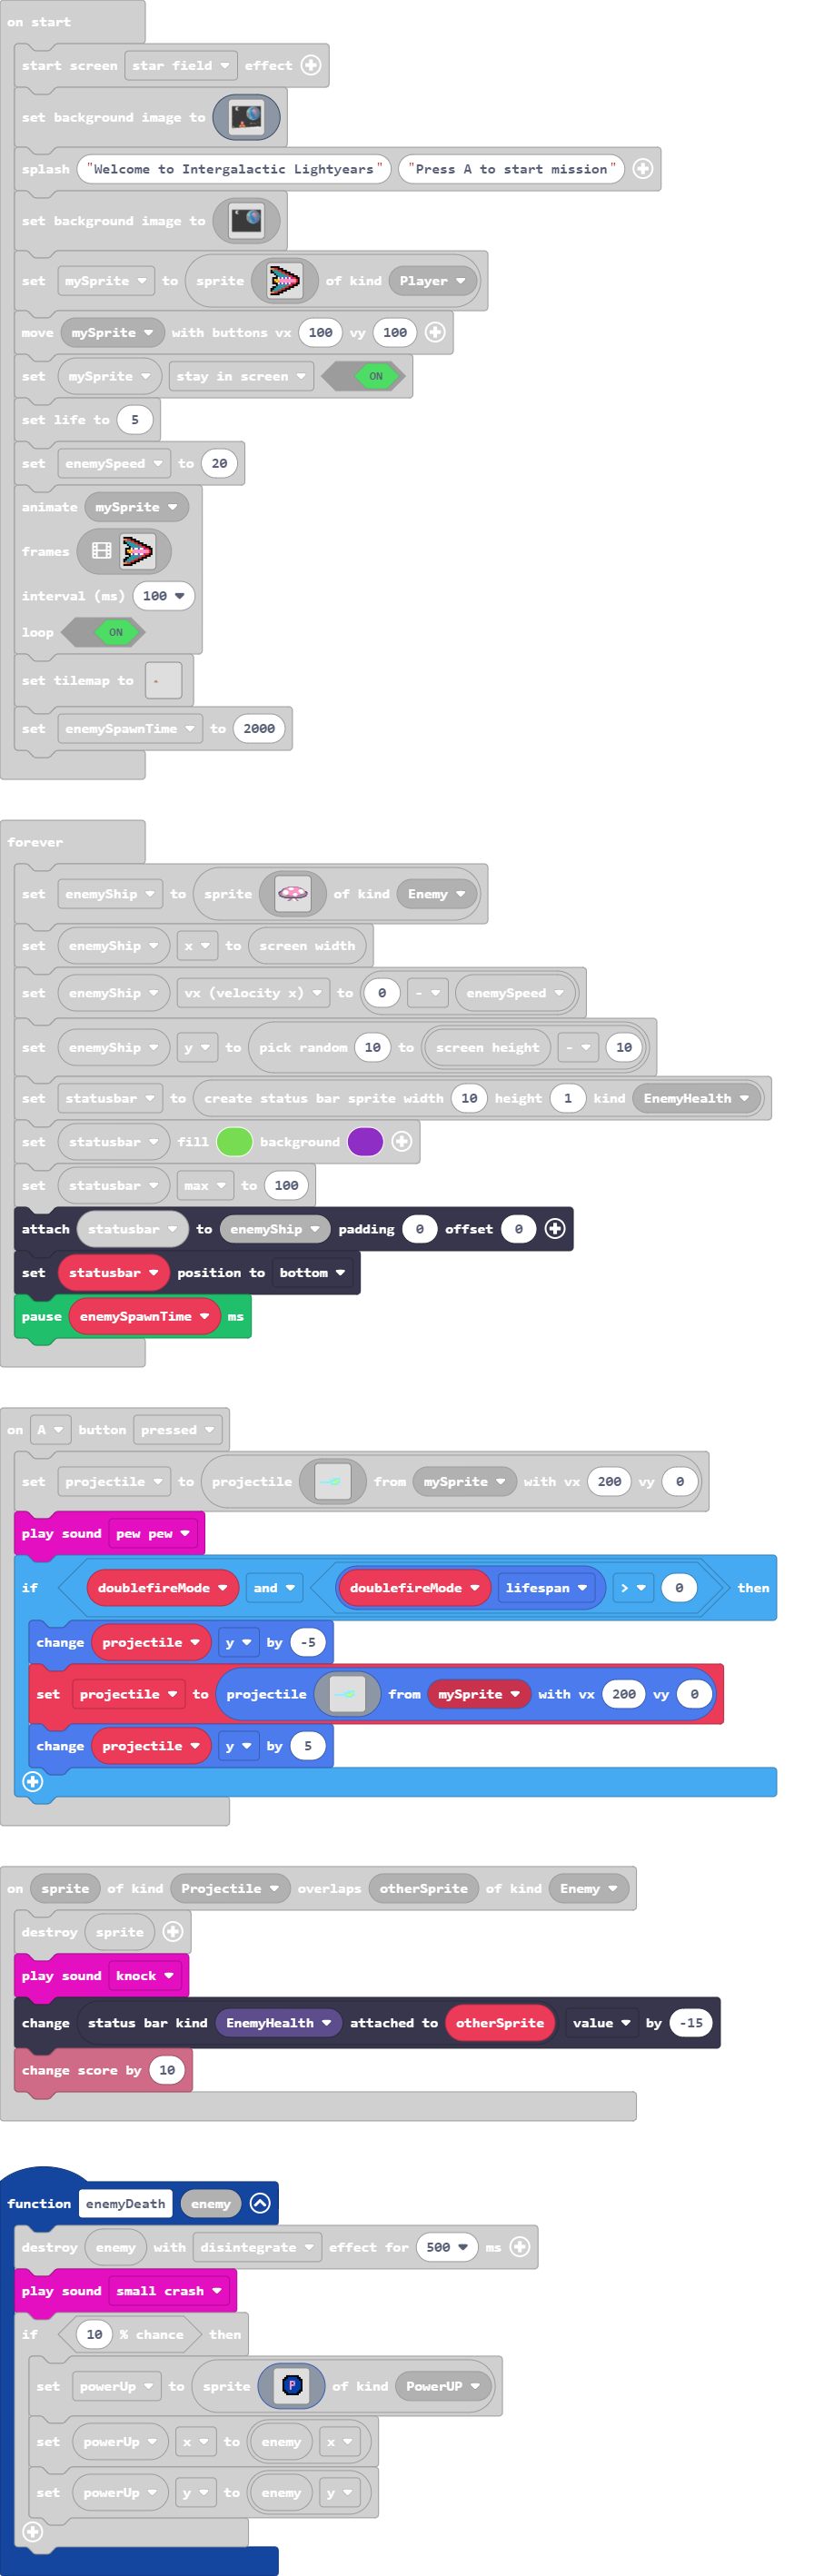 on start
start screen star field effect
set background image to
splash "Welcome to Intergalactic Lightyears" "Press A to start mission"
set background image to
set mySprite to sprite of kind Player
move mySprite with buttons vx 100 vy 100
set mySprite stay in screen ON
set life to 5
set enemySpeed to 20
animate mySprite
frames
interval (ms) 100
loop ON
set tilemap to
set enemySpawnTime to 2000
forever
set enemyShip to sprite of kind Enemy
set enemyShip x to screen width
set enemyShip vx (velocity x) to 0 - enemySpeed
set enemyShip y to pick random 10 to screen height - 10
set statusbar to create status bar sprite width 10 height 1 kind EnemyHealth
set statusbar fill background
set statusbar max to 100
attach statusbar to enemyShip padding 0 offset 0
set statusbar position to bottom
pause enemySpawnTime ms
on A button pressed
set projectile to projectile from mySprite with vx 200 vy 0
play sound pew pew
if doublefireMode and doublefireMode lifespan > 0 then
change projectile y by -5
set projectile to projectile from mySprite with vx 200 vy 0
change projectile y by 5
on sprite of kind Projectile overlaps otherSprite of kind Enemy
destroy sprite
play sound knock
change status bar kind EnemyHealth attached to otherSprite value by -15
change score by 10
function enemyDeath enemy
destroy enemy with disintegrate effect for 500 ms
play sound small crash
if 10 % chance then
set powerUp to sprite P of kind PowerUP
set powerUp x to enemy x
set powerUp y to enemy y